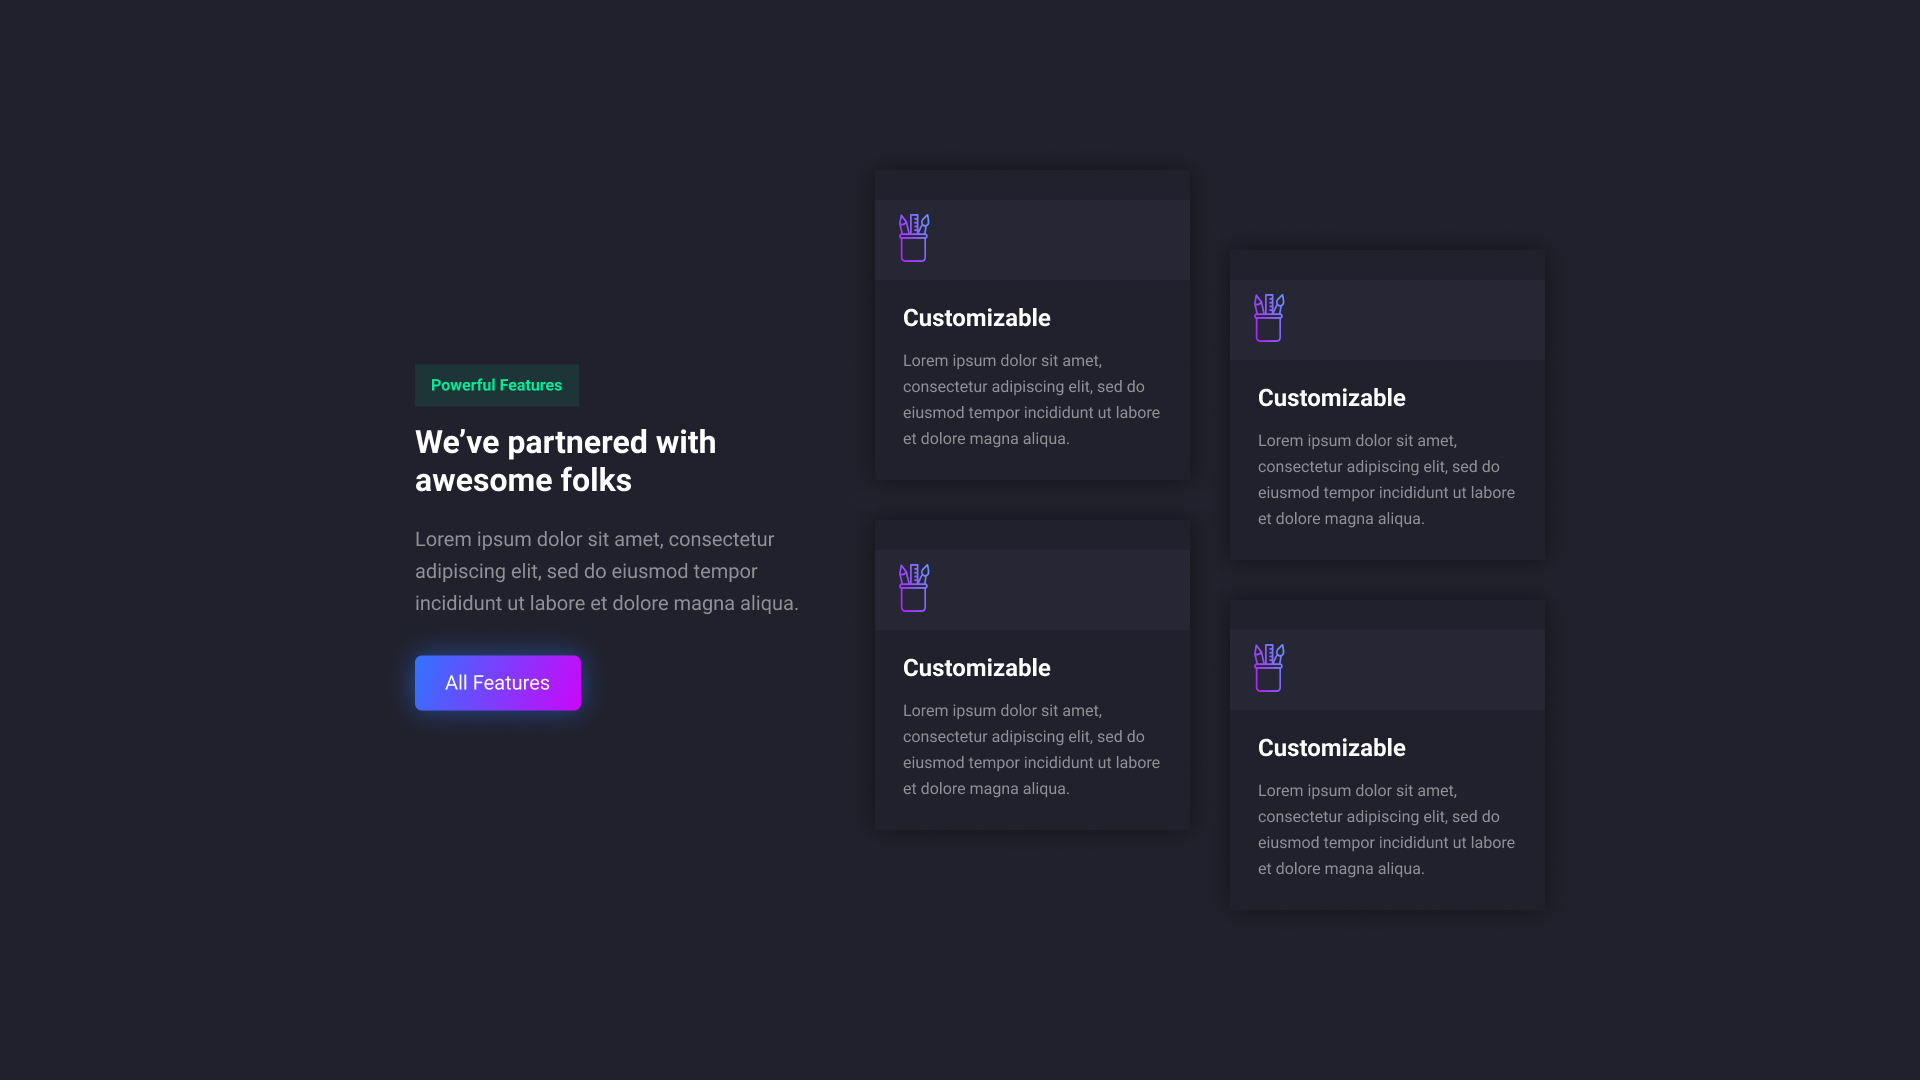 Powerful Features
We’ve partnered with
awesome folks
Lorem ipsum dolor sit amet, consectetur
adipiscing elit, sed do eiusmod tempor
incididunt ut labore et dolore magna aliqua.
All Features
Customizable
Lorem ipsum dolor sit amet,
consectetur adipiscing elit, sed do
eiusmod tempor incididunt ut labore
et dolore magna aliqua.
Customizable
Lorem ipsum dolor sit amet,
consectetur adipiscing elit, sed do
eiusmod tempor incididunt ut labore
et dolore magna aliqua.
Customizable
Lorem ipsum dolor sit amet,
consectetur adipiscing elit, sed do
eiusmod tempor incididunt ut labore
et dolore magna aliqua.
Customizable
Lorem ipsum dolor sit amet,
consectetur adipiscing elit, sed do
eiusmod tempor incididunt ut labore
et dolore magna aliqua.